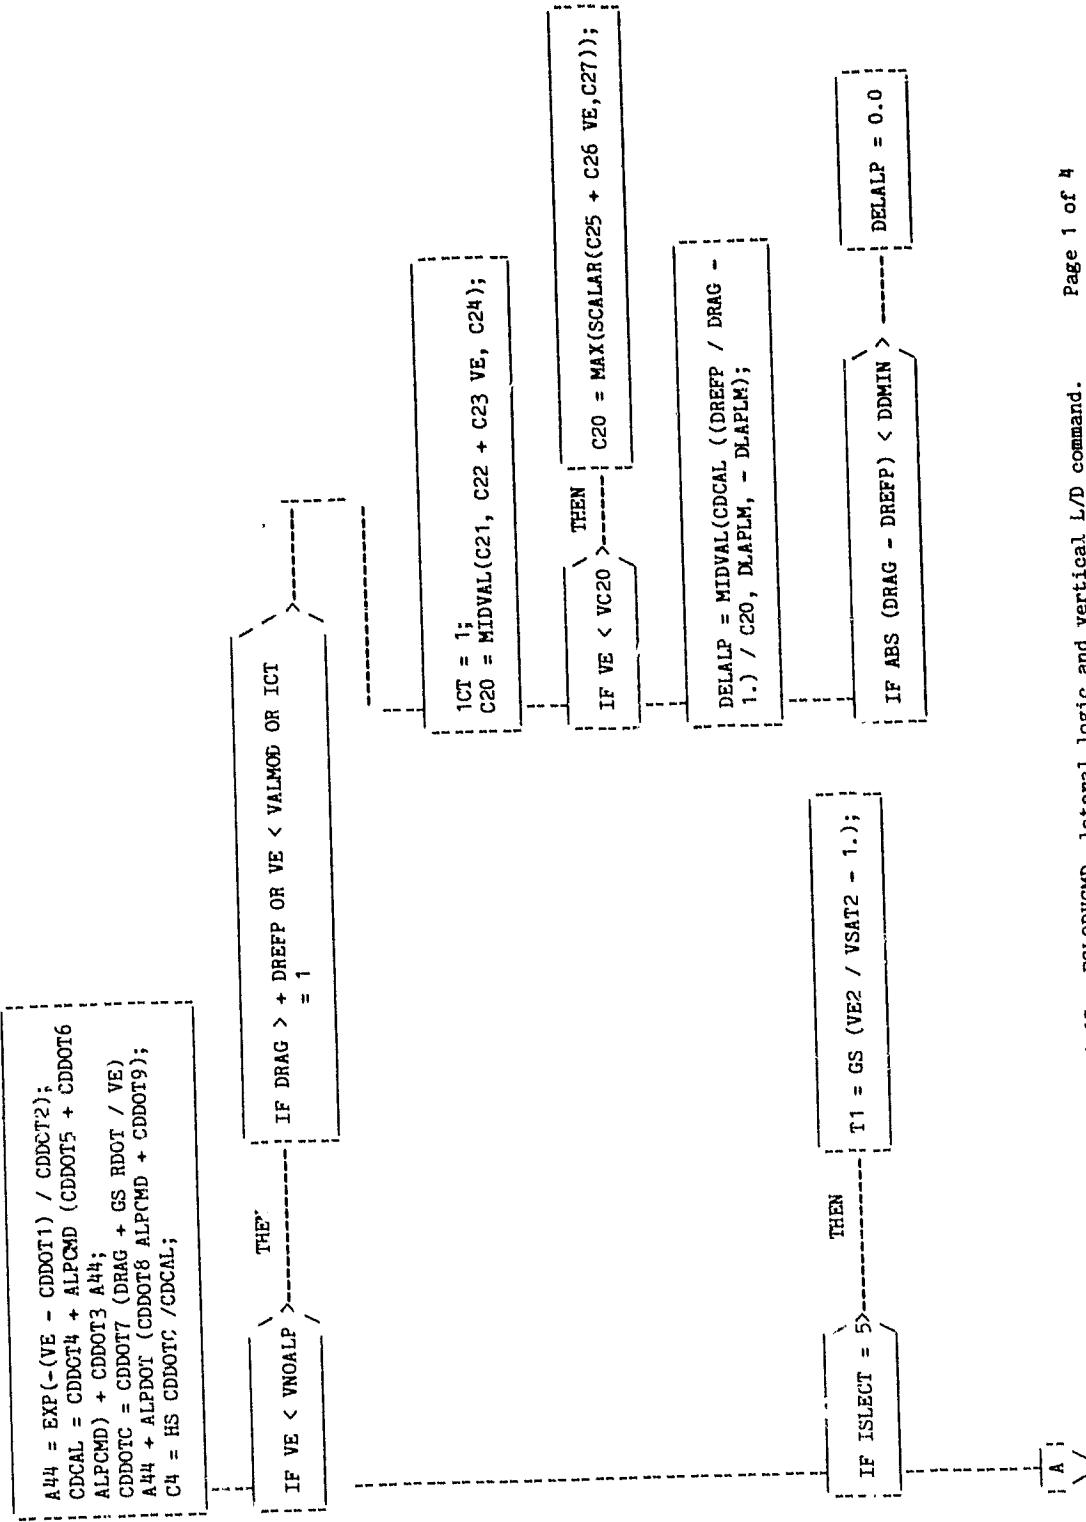 A44 = EXP(-(VE - CDDOT1) / CDDCT2);
CDCAL = CDDCT4 + ALPCMD (CDDOT5 + CDDOT6
ALPCMD) + CDDOT3 A44;
CDDOTC = CDDOT7 (DRAG + GS RDOT / VE)
A44 + ALPDOT (CDDOT8 ALPCMD + CDDOT9);
C4 = HS CDDOTC /CDCAL;
IF VE < VNOALP
IF DRAG > + DREFP OR VE < VALMOD OR ICT
= 1
ICT = 1;
C20 = MIDVAL(C21, C22 + C23 VE, C24);
IF VE < VC20
THEN
C20 = MAX(SCALAR(C25 + C26 VE,C27));
DELALP = MIDVAL(CDCAL ((DREFP / DRAG -
1.) / C20, DLAPLM, - DLAPLM);
IF ABS (DRAG - DREFP) < DDMIN
DELALP = 0.0
IF ISLECT = 5
THEN
T1 = GS (VE2 / VSAT2 - 1.);
A
lateral logic and vertical L/D command.
Page 1 of 4